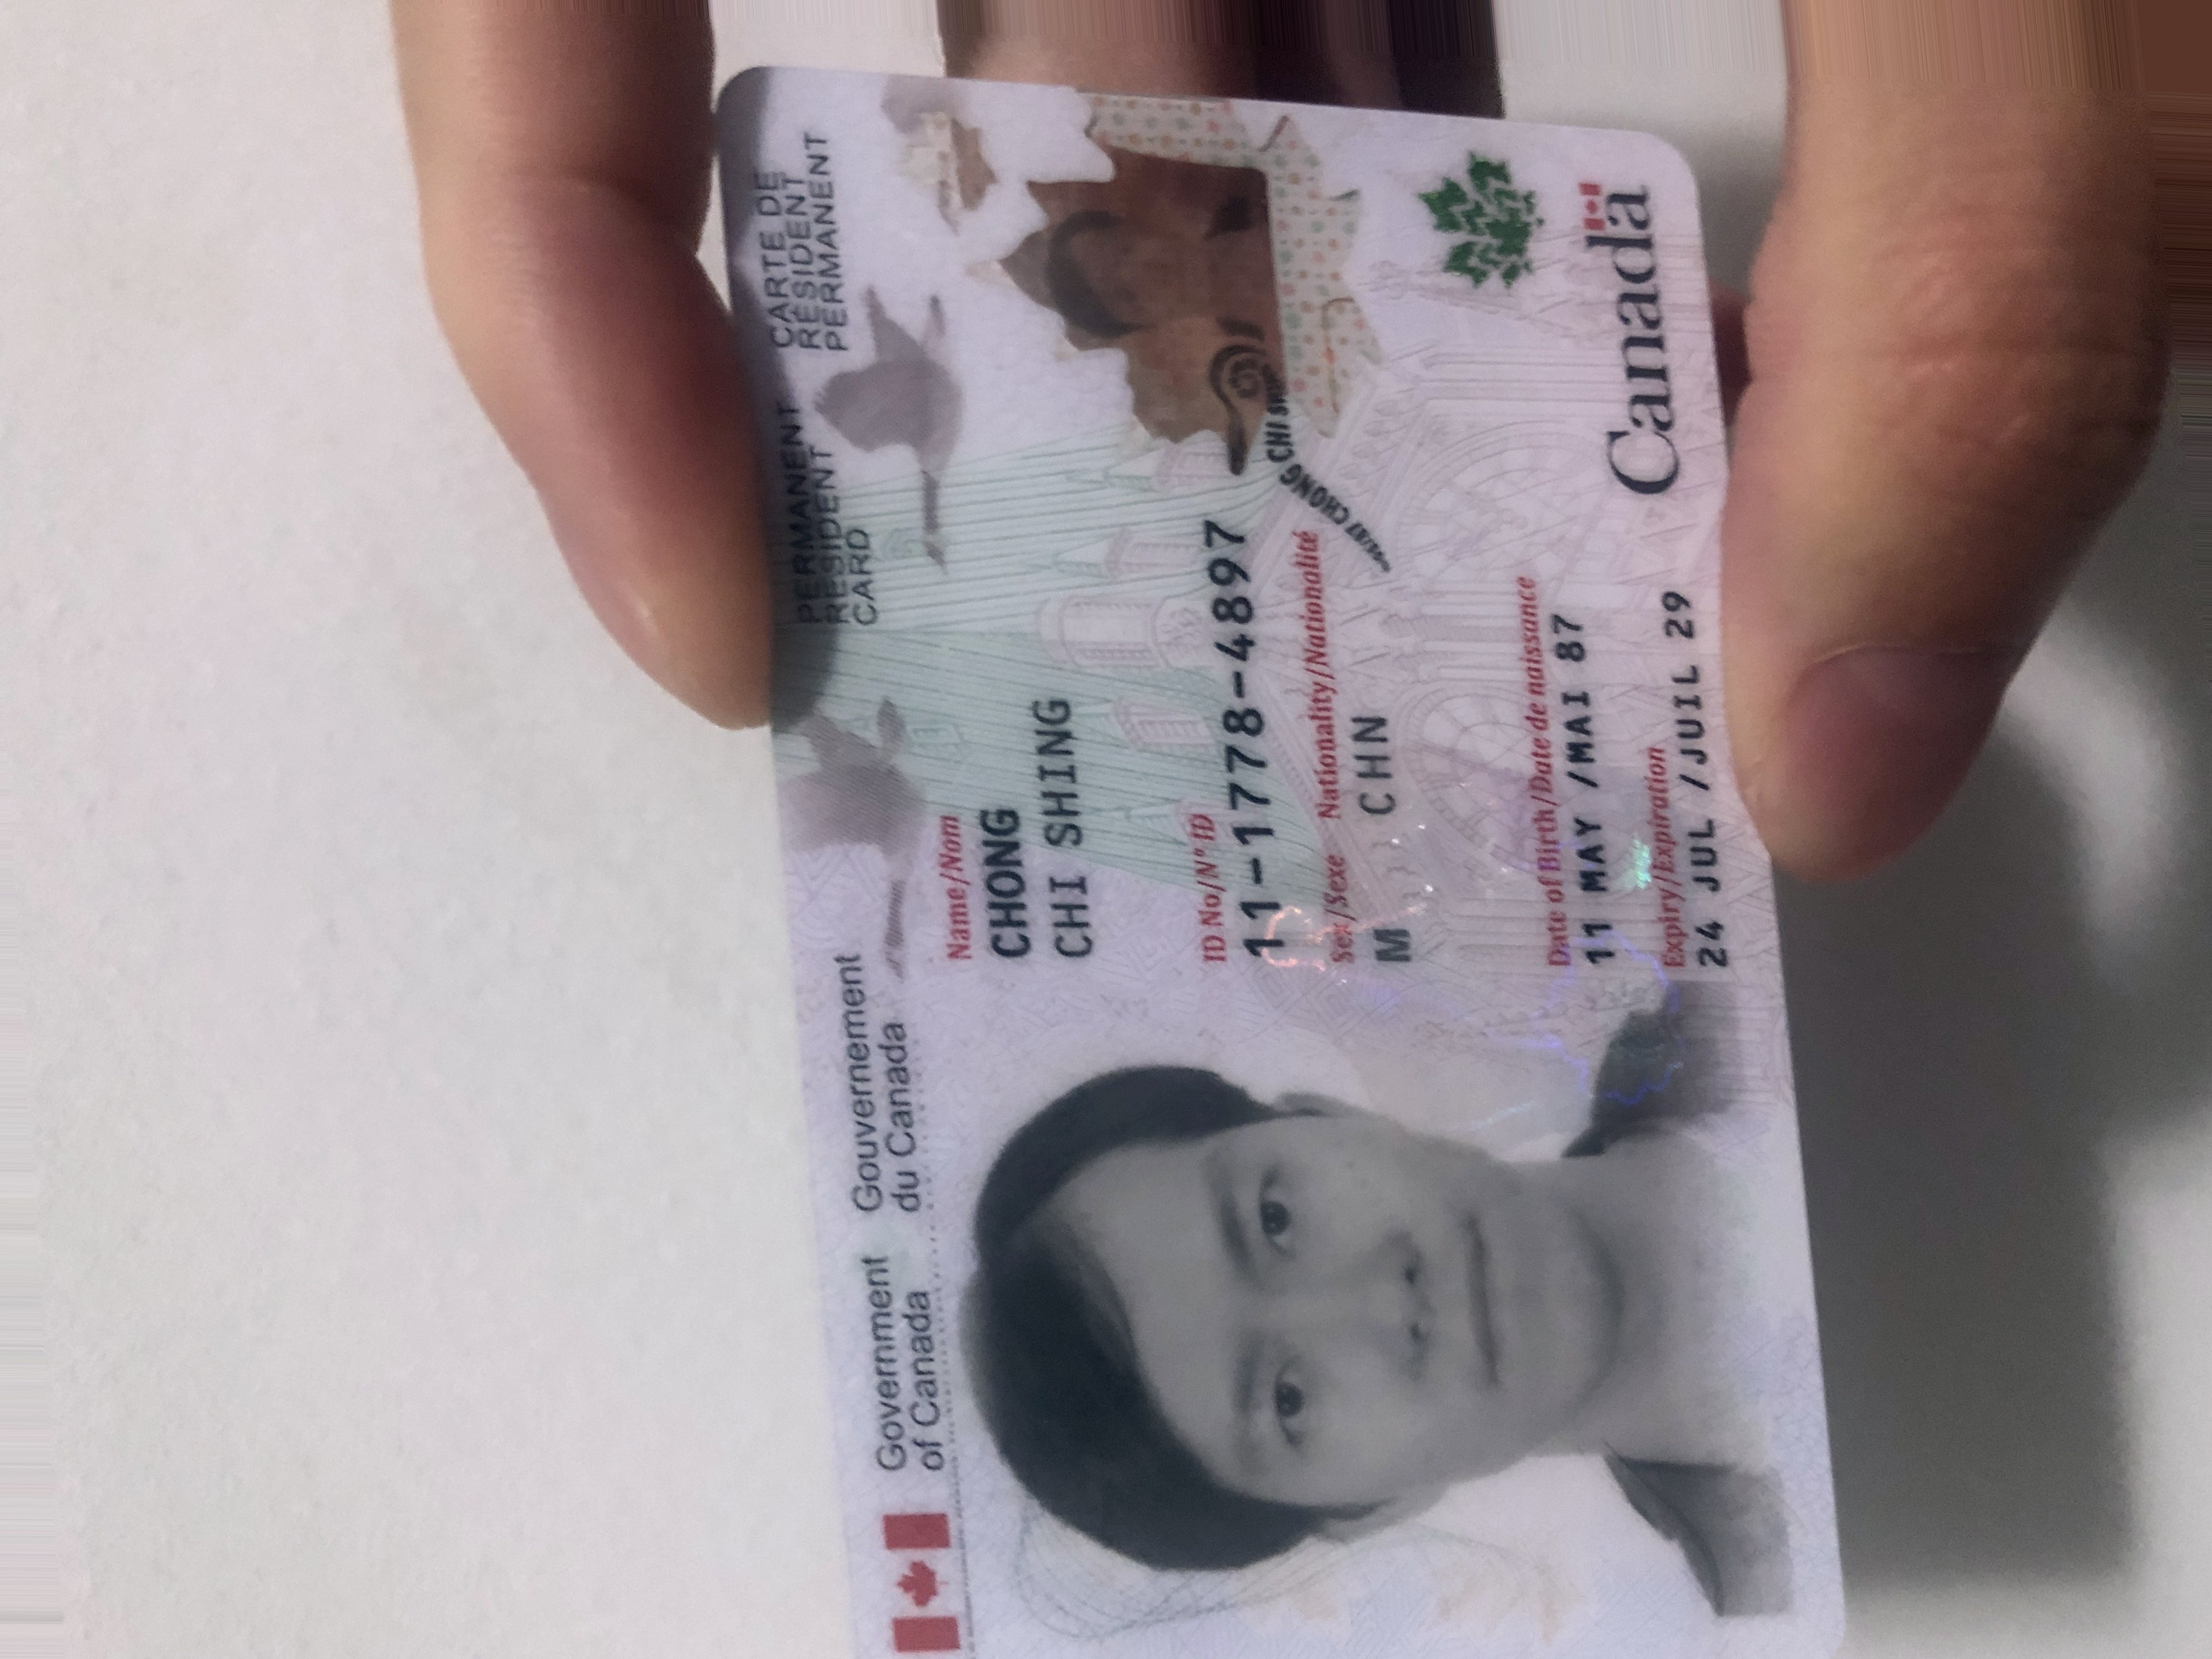 Government of Canada
Gouvernement du Canada
PERMANENT RESIDENT CARD
CARTE DE RÉSIDENT PERMANENT
Name/Nom
CHONG
CHI SHING
ID No/Nº ID
11-1778-4897
Sex/Sexe Nationality/Nationalité
M CHN
Date of Birth/Date de naissance
11 MAY /MAI 87
Expiry/Expiration
24 JUL /JUIL 29
CHONG CHONG CHI
Canada